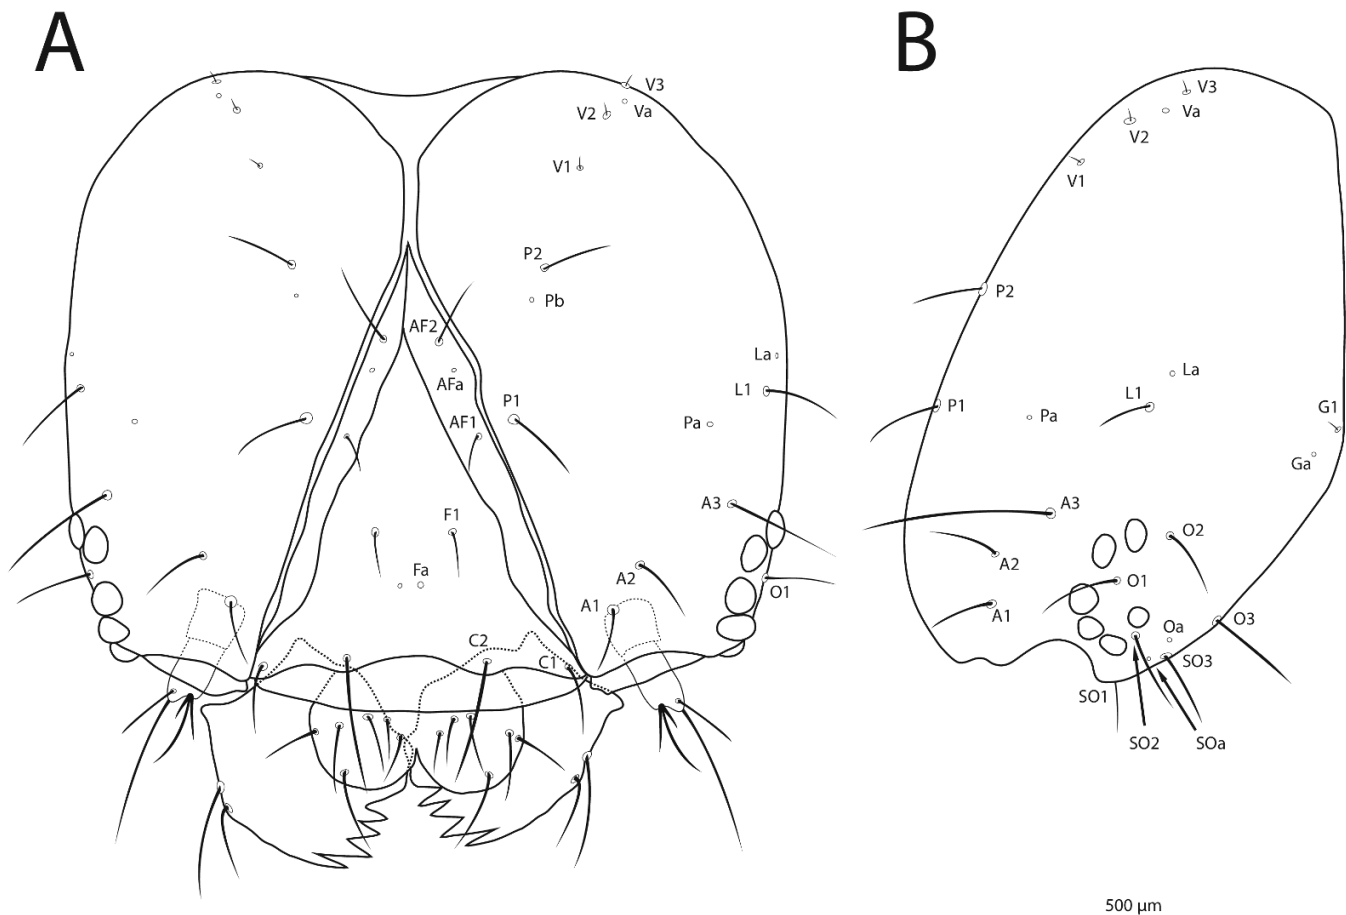 A
V3
Va
V2
V1
P2
Pb
AF2
AFa
La
L1
P1
Pa
AF1
A3
F1
Fa
A2
O1
A1
C2
C1
B
V3
Va
V2
V1
P2
La
L1
P1
Pa
G1
Ga
A3
O2
A2
O1
A1
Oa
O3
SO3
SO1
SO2
SOa
500 µm